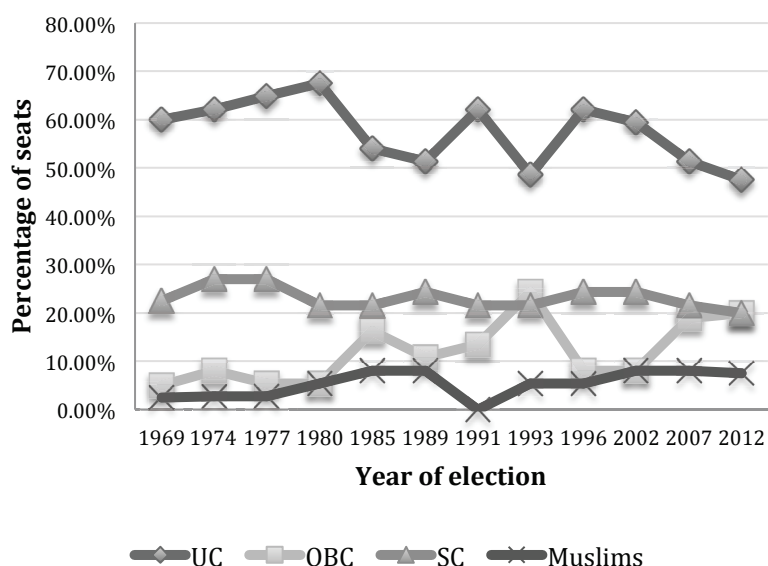 80.00%
70.00%
60.00%
50.00%
40.00%
30.00%
20.00%
10.00%
0.00%
Percentage of seats
1969 1974 1977 1980 1985 1989 1991 1993 1996 2002 2007 2012
Year of election
UC OBC SC Muslims